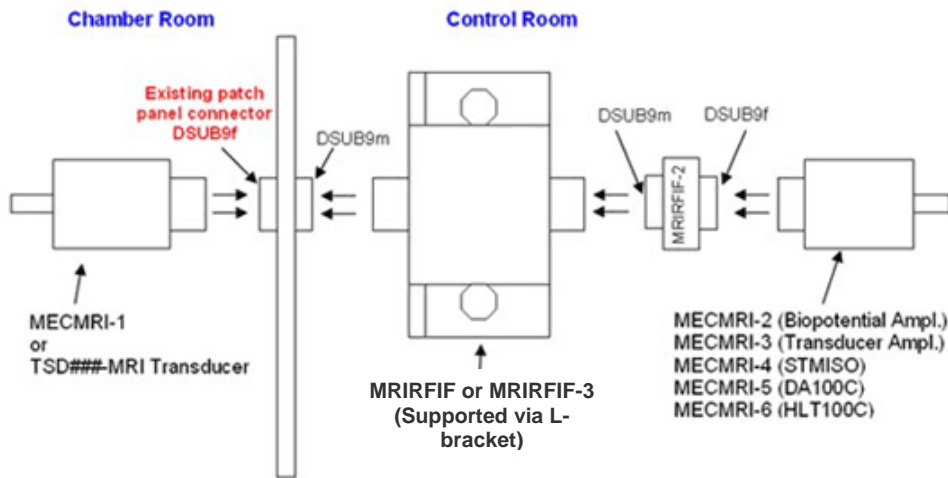 Chamber Room
Control Room
Existing patch
panel connector
DSUB9f
DSUB9m
DSUB9m
DSUB9f
MRIRFIF-2
MECMRI-1
or
TSD###-MRI Transducer
MRIRFIF or MRIRFIF-3
(Supported via L-
bracket)
MECMRI-2 (Biopotential Ampl.)
MECMRI-3 (Transducer Ampl.)
MECMRI-4 (STMISO)
MECMRI-5 (DA100C)
MECMRI-6 (HLT100C)